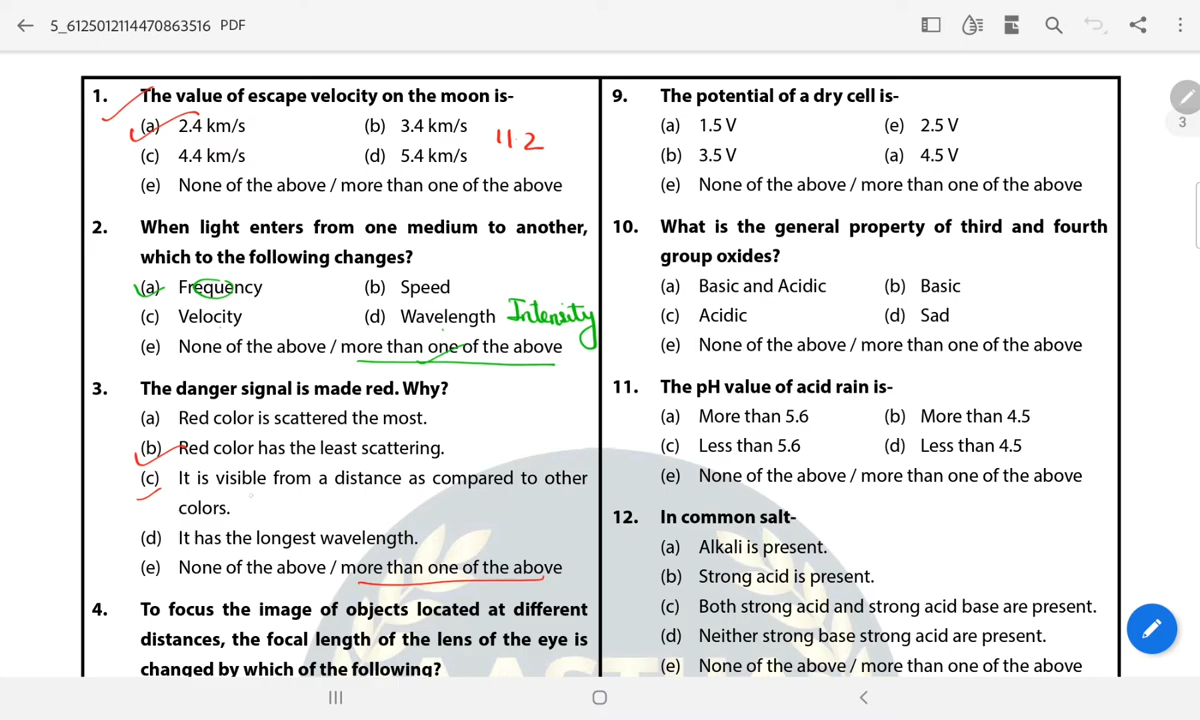 5_6125012114470863516 PDF
1. The value of escape velocity on the moon is-
(a) 2.4 km/s (b) 3.4 km/s
11.2
(c) 4.4 km/s (d) 5.4 km/s
(e) None of the above / more than one of the above
2. When light enters from one medium to another,
which to the following changes?
(a) Frequency (b) Speed
(c) Velocity (d) Wavelength Intensity
(e) None of the above / more than one of the above
3. The danger signal is made red. Why?
(a) Red color is scattered the most.
(b) Red color has the least scattering.
(c) It is visible from a distance as compared to other
colors.
(d) It has the longest wavelength.
(e) None of the above / more than one of the above
4. To focus the image of objects located at different
distances, the focal length of the lens of the eye is
changed by which of the following?
9. The potential of a dry cell is-
(a) 1.5 V (e) 2.5 V
(b) 3.5 V (a) 4.5 V
(e) None of the above / more than one of the above
10. What is the general property of third and fourth
group oxides?
(a) Basic and Acidic (b) Basic
(c) Acidic (d) Sad
(e) None of the above / more than one of the above
11. The pH value of acid rain is-
(a) More than 5.6 (b) More than 4.5
(c) Less than 5.6 (d) Less than 4.5
(e) None of the above / more than one of the above
12. In common salt-
(a) Alkali is present.
(b) Strong acid is present.
(c) Both strong acid and strong acid base are present.
(d) Neither strong base strong acid are present.
(e) None of the above / more than one of the above
3